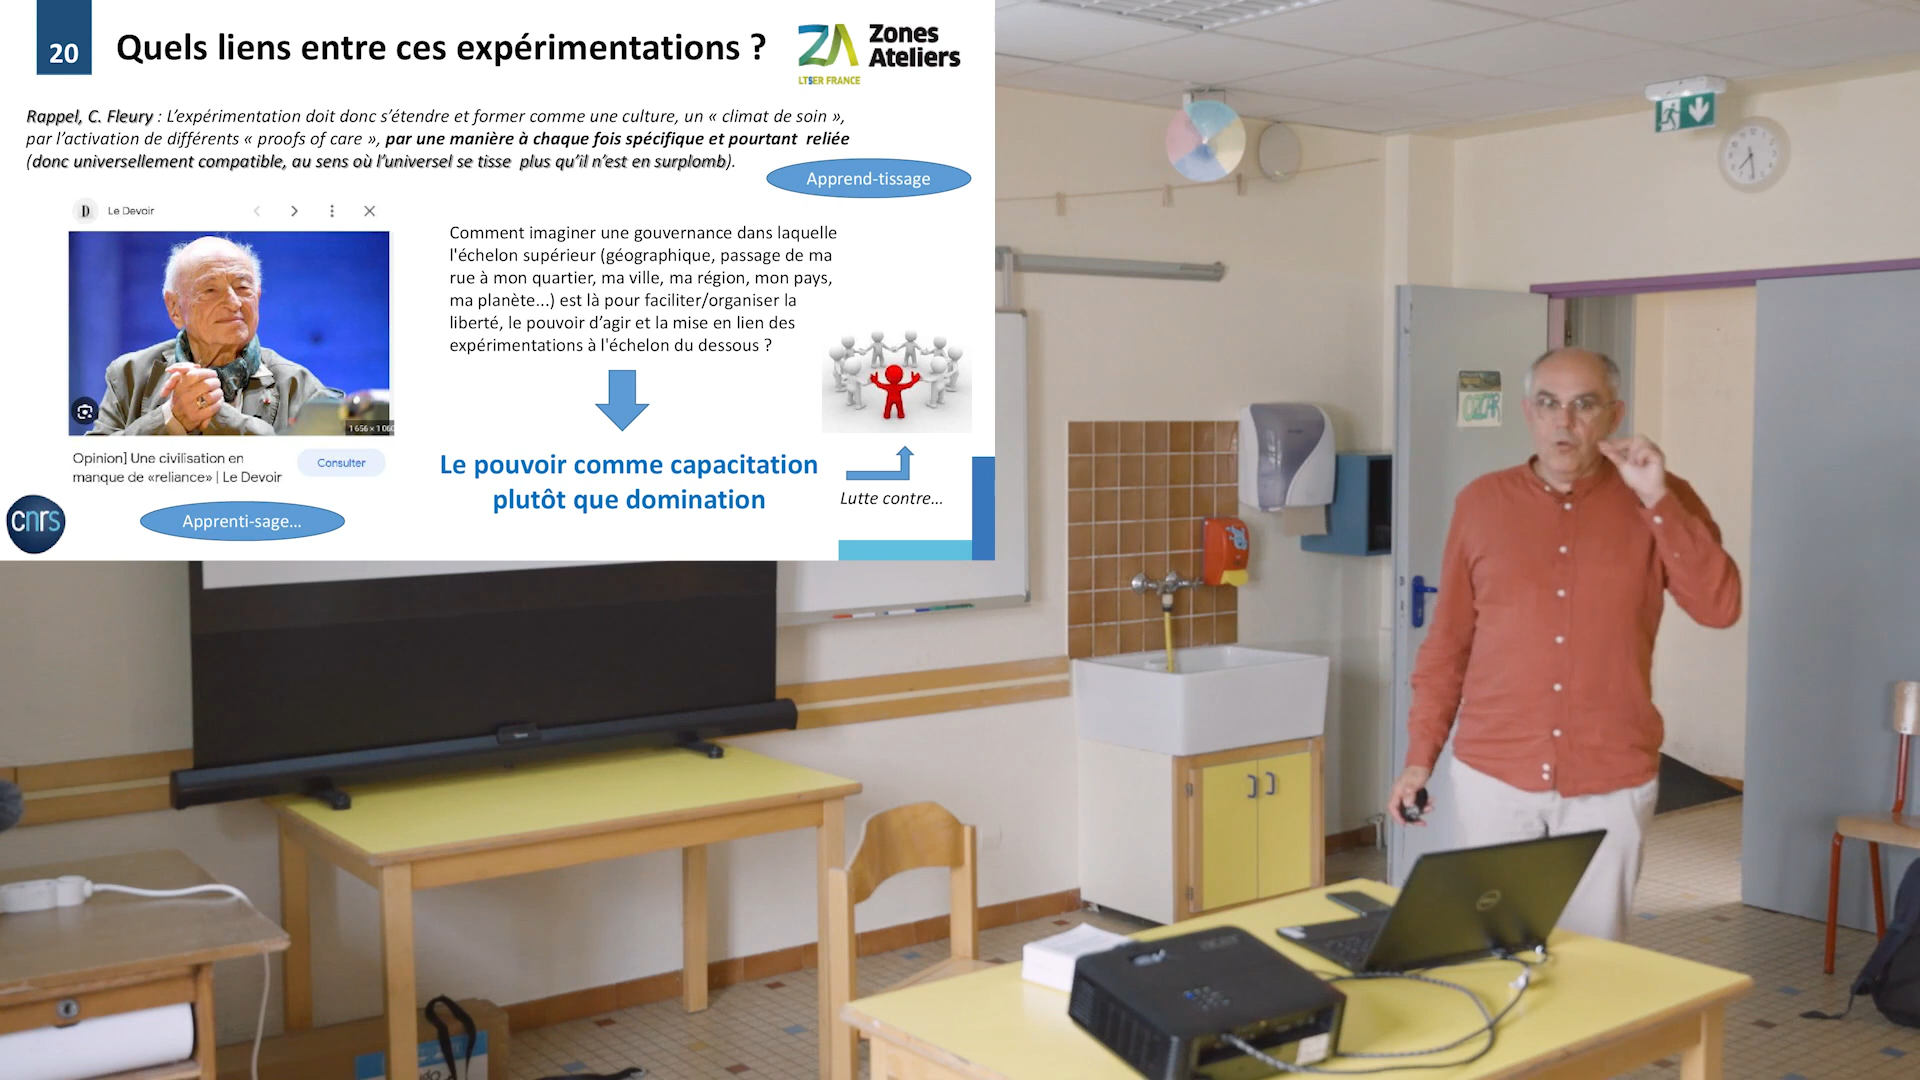 20
Quels liens entre ces expérimentations ?
Zones
Ateliers
LTSER FRANCE
Rappel, C. Fleury : L'expérimentation doit donc s'étendre et former comme une culture, un « climat de soin »,
par l'activation de différents « proofs of care », par une manière à chaque fois spécifique et pourtant reliée
(donc universellement compatible, au sens où l'universel se tisse plus qu'il n'est en surplomb).
Apprend-tissage
D Le Devoir
Comment imaginer une gouvernance dans laquelle
l'échelon supérieur (géographique, passage de ma
rue à mon quartier, ma ville, ma région, mon pays,
ma planète...) est là pour faciliter/organiser la
liberté, le pouvoir d'agir et la mise en lien des
expérimentations à l'échelon du dessous ?
Opinion] Une civilisation en
manque de «reliance» | Le Devoir
Consulter
Le pouvoir comme capacitation
plutôt que domination
Lutte contre...
cnrs
Apprenti-sage...
DELL